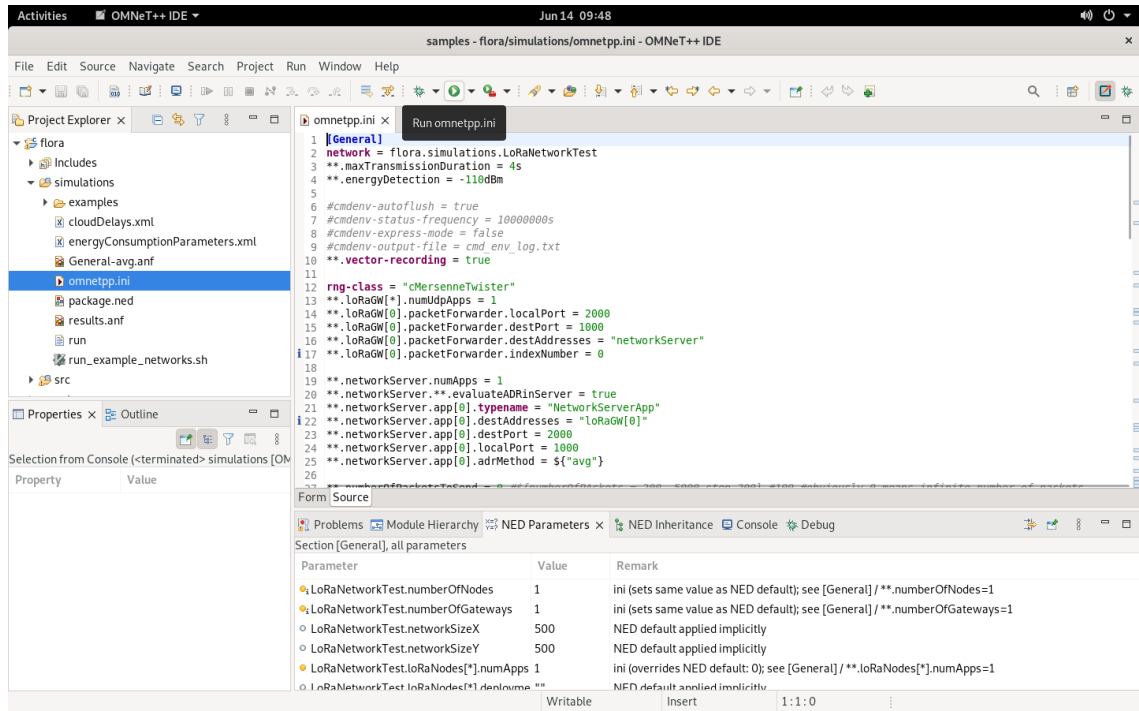 Activities OMNeT++ IDE Jun 14 09:48
samples - flora/simulations/omnetpp.ini - OMNeT++ IDE
File Edit Source Navigate Search Project Run Window Help
Project Explorer
omnetpp.ini
Run omnetpp.ini
flora
Includes
simulations
examples
cloudDelays.xml
energyConsumptionParameters.xml
General-avg.anf
omnetpp.ini
package.ned
results.anf
run
run_example_networks.sh
src
1 [General]
2 network = flora.simulations.LoRaNetworkTest
3 **.maxTransmissionDuration = 4s
4 **.energyDetection = -110dBm
5
6 #cmdenv-autoflush = true
7 #cmdenv-status-frequency = 10000000s
8 #cmdenv-express-mode = false
9 #cmdenv-output-file = cmd_env_log.txt
10 **.vector-recording = true
11
12 rng-class = "cMersenneTwister"
13 **.loRaGW[*].numUdpApps = 1
14 **.loRaGW[0].packetForwarder.localPort = 2000
15 **.loRaGW[0].packetForwarder.destPort = 1000
16 **.loRaGW[0].packetForwarder.destAddresses = "networkServer"
17 **.loRaGW[0].packetForwarder.indexNumber = 0
18
19 **.networkServer.numApps = 1
20 **.networkServer.**.evaluateADRinServer = true
21 **.networkServer.app[0].typename = "NetworkServerApp"
22 **.networkServer.app[0].destAddresses = "loRaGW[0]"
23 **.networkServer.app[0].destPort = 2000
24 **.networkServer.app[0].localPort = 1000
25 **.networkServer.app[0].adrMethod = ${"avg"}
26
Form Source
Properties Outline
Selection from Console (<terminated> simulations [OM
Property Value
Problems Module Hierarchy NED Parameters NED Inheritance Console Debug
Section [General], all parameters
Parameter Value Remark
LoRaNetworkTest.numberOfNodes 1 ini (sets same value as NED default); see [General] / **.numberOfNodes=1
LoRaNetworkTest.numberOfGateways 1 ini (sets same value as NED default); see [General] / **.numberOfGateways=1
LoRaNetworkTest.networkSizeX 500 NED default applied implicitly
LoRaNetworkTest.networkSizeY 500 NED default applied implicitly
LoRaNetworkTest.loRaNodes[*].numApps 1 ini (overrides NED default: 0); see [General] / **.loRaNodes[*].numApps=1
LoRaNetworkTest.loRaNodes[*].deployme "" NED default applied implicitly
Writable Insert 1:1:0